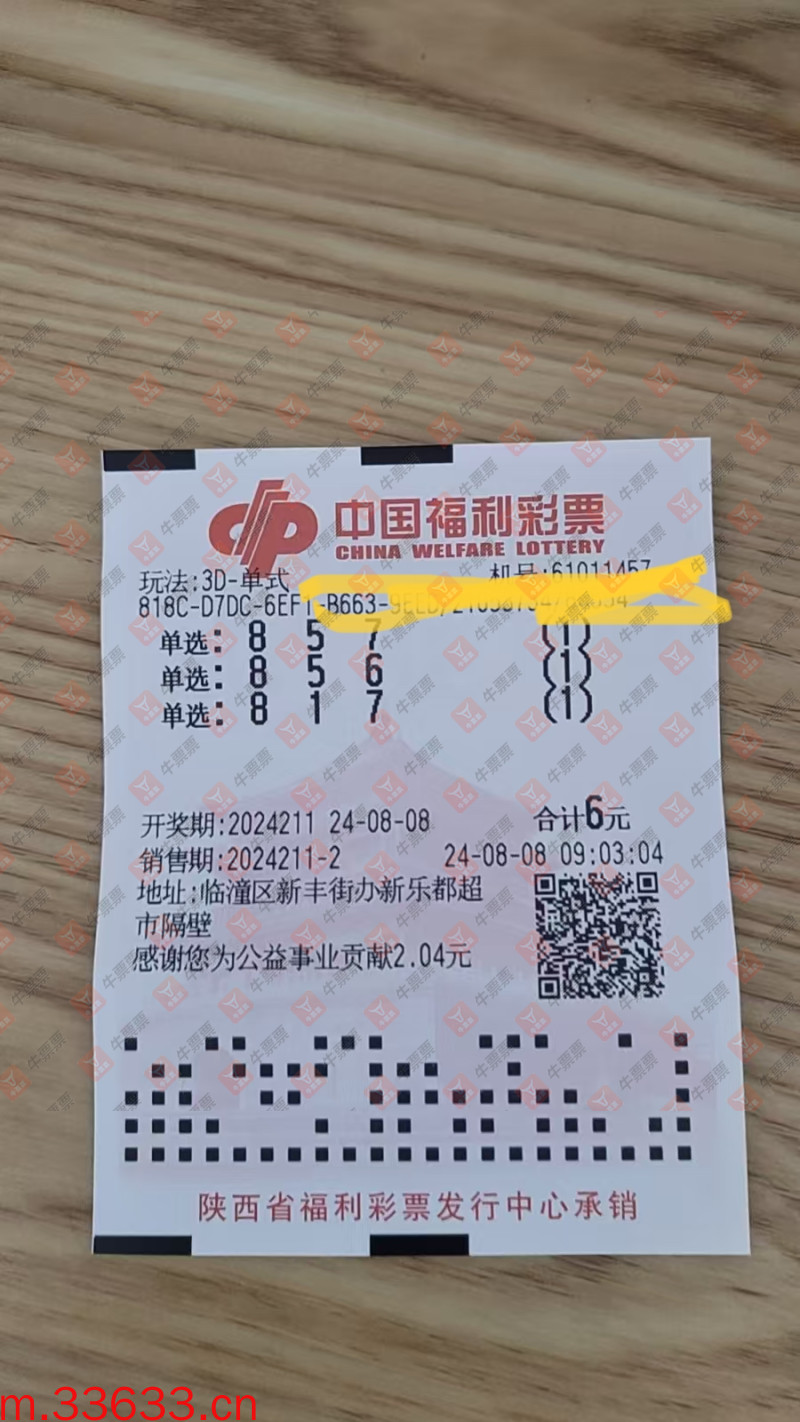 中国福利彩票
CHINA WELFARE LOTTERY
玩法:3D-单式 机号:61011457
818C-D7DC-6EF1-B663-
单选: 8 5 7 (1)
单选: 8 5 6 (1)
单选: 8 1 7 (1)
开奖期:2024211 24-08-08 合计6元
销售期:2024211-2 24-08-08 09:03:04
地址:临潼区新丰街办新乐都超
市隔壁
感谢您为公益事业贡献2.04元
陕西省福利彩票发行中心承销
牛票票
m.33633.cn